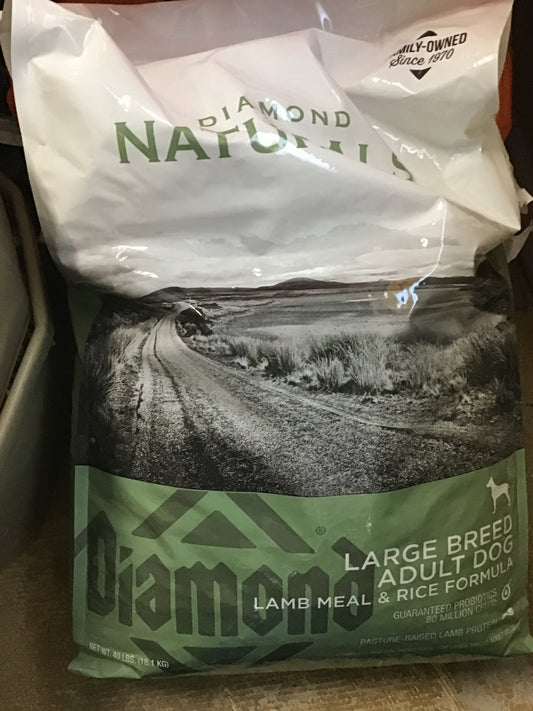 FAMILY-OWNED
Since 1970
DIAMOND
NATURALS
Diamond®
LARGE BREED
ADULT DOG
LAMB MEAL & RICE FORMULA
GUARANTEED PROBIOTICS
80 MILLION CFU/LB
PASTURE-RAISED LAMB PROTEIN
NET WT. 40 LBS. (18.1 KG)